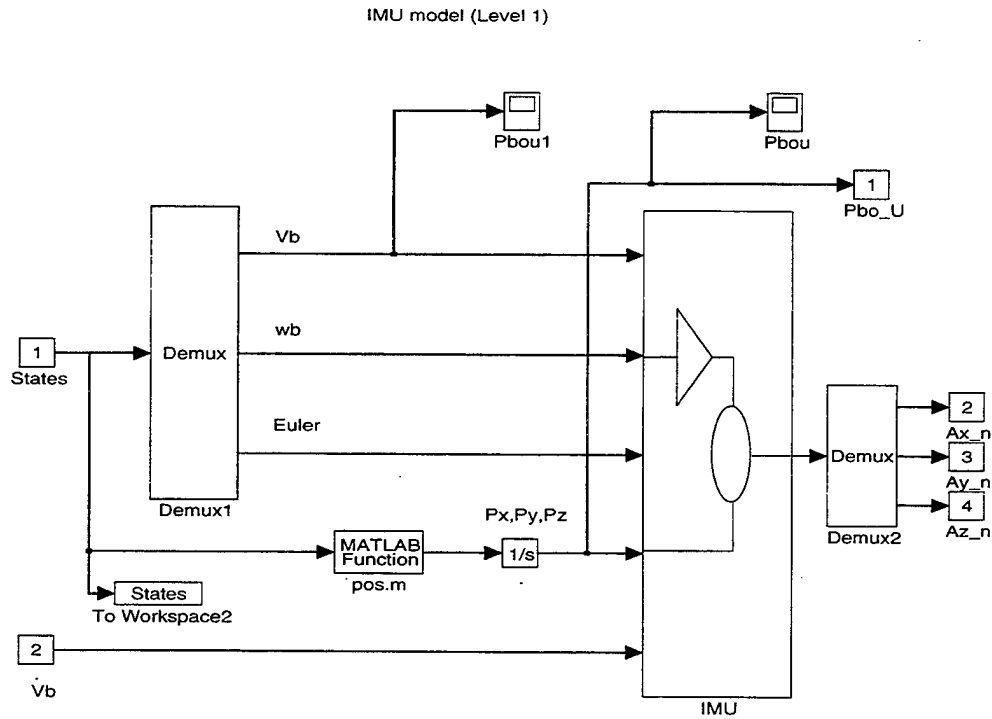 IMU model (Level 1)
Pbou1
Pbou
1
Pbo_U
Vb
wb
1
States
Demux
Euler
Demux1
2
Ax_n
Demux
3
Ay_n
4
Az_n
Demux2
Px,Py,Pz
MATLAB
Function
pos.m
1/s
States
To Workspace2
2
V̇b
IMU